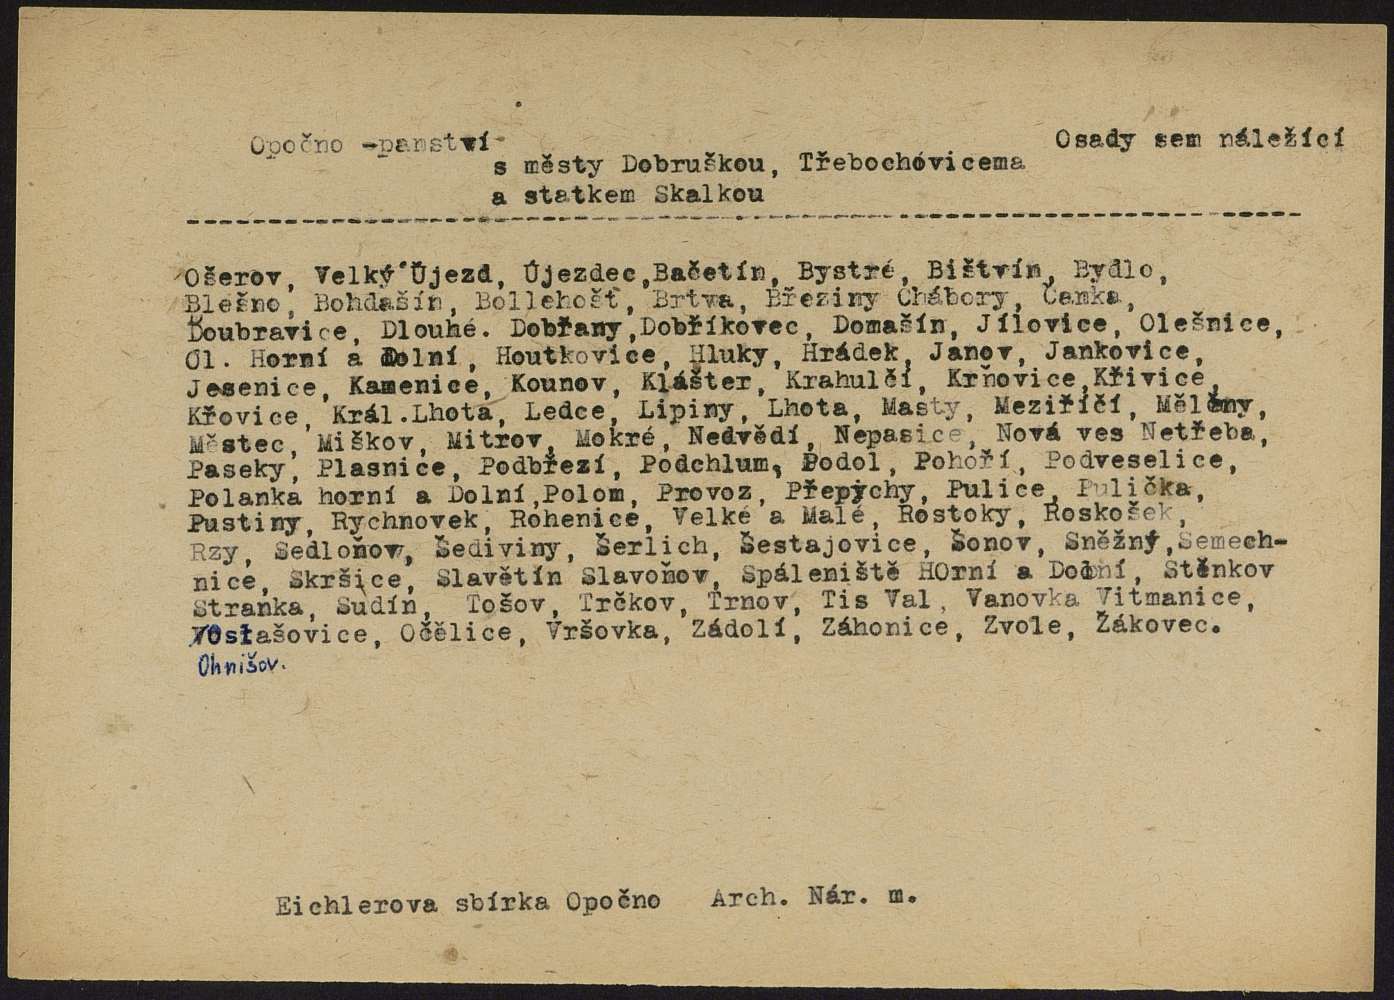 Opočno -panství- Osady sem náležící
s městy Dobruškou, Třebochóvicema
a statkem Skalkou
Ošerov, Velký Újezd, Újezdec,Bačetín, Bystré, Bištvín, Bydlo,
Blešno, Bohdašín, Bollehošť, Brtva, Březiny Chábory, Čanka,
Doubravice, Dlouhé. Dobřany,Dobříkovec, Domašín, Jílovice, Olešnice,
Ol. Horní a Dolní, Houtkovice, Hluky, Hrádek, Janov, Jankovice,
Jesenice, Kamenice, Kounov, Klášter, Krahulčí, Krňovice,Křivice,
Křovice, Král.Lhota, Ledce, Lipiny, Lhota, Masty, Meziříčí, Mělčany,
Městec, Miškov, Mitrov, Mokré, Nedvědí, Nepasice, Nová ves Netřeba,
Paseky, Plasnice, Podbřezí, Podchlum, Podol, Pohoří, Podveselice,
Polanka horní a Dolní,Polom, Provoz, Přepychy, Pulice, Pulička,
Pustiny, Rychnovek, Rohenice, Velké a Malé, Rostoky, Roskošek,
Rzy, Sedloňov, Šediviny, Šerlich, Šestajovice, Šonov, Sněžný,Semech-
nice, Skršice, Slavětín Slavoňov, Spáleniště HOrní a Dolní, Stěnkov
Stranka, Sudín, Tošov, Trčkov, Trnov, Tis Val, Vanovka Vitmanice,
Ostašovice, Očělice, Vršovka, Zádolí, Záhonice, Zvole, Žákovec.
Ohnišov.
Eichlerova sbírka Opočno Arch. Nár. m.